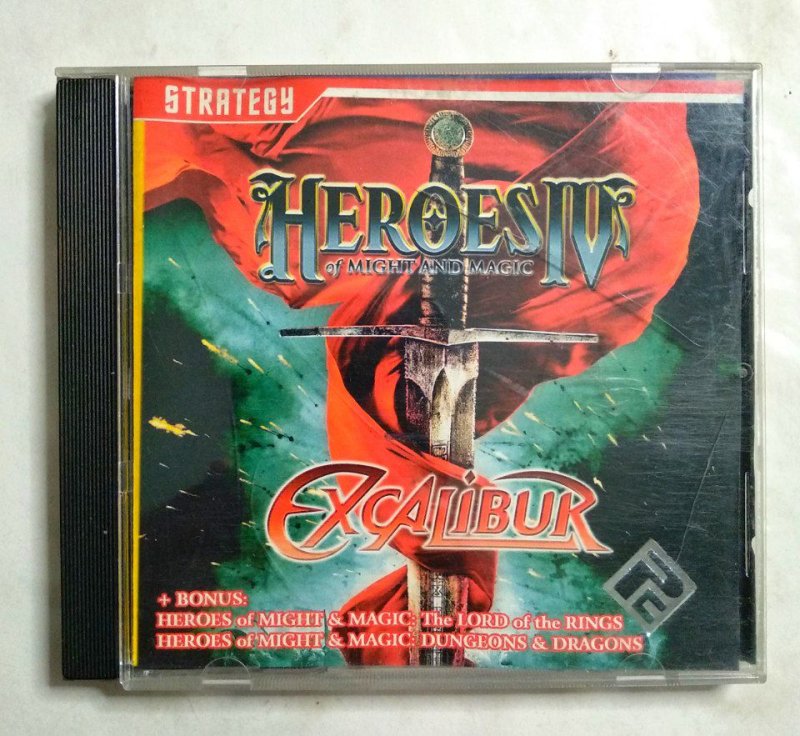 STRATEGY
HEROES IV
of MIGHT AND MAGIC
EXCALIBUR
+ BONUS:
HEROES of MIGHT & MAGIC: The LORD of the RINGS
HEROES of MIGHT & MAGIC: DUNGEONS & DRAGONS